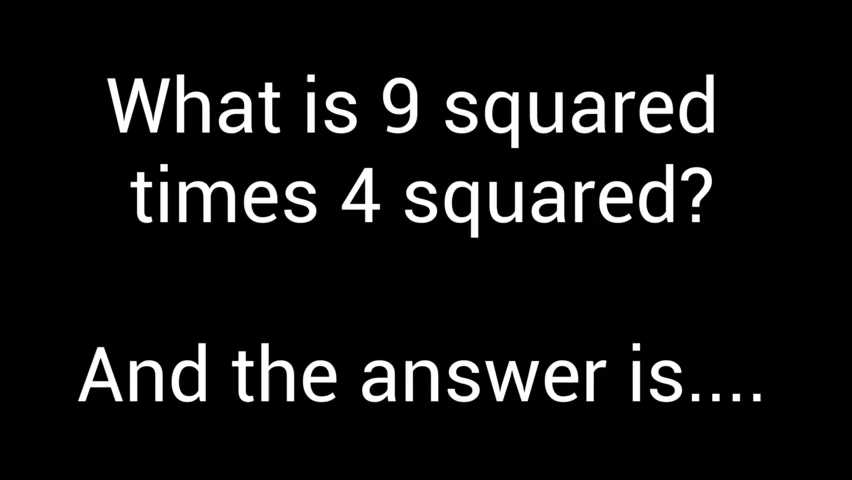 What is 9 squared
times 4 squared?
And the answer is....